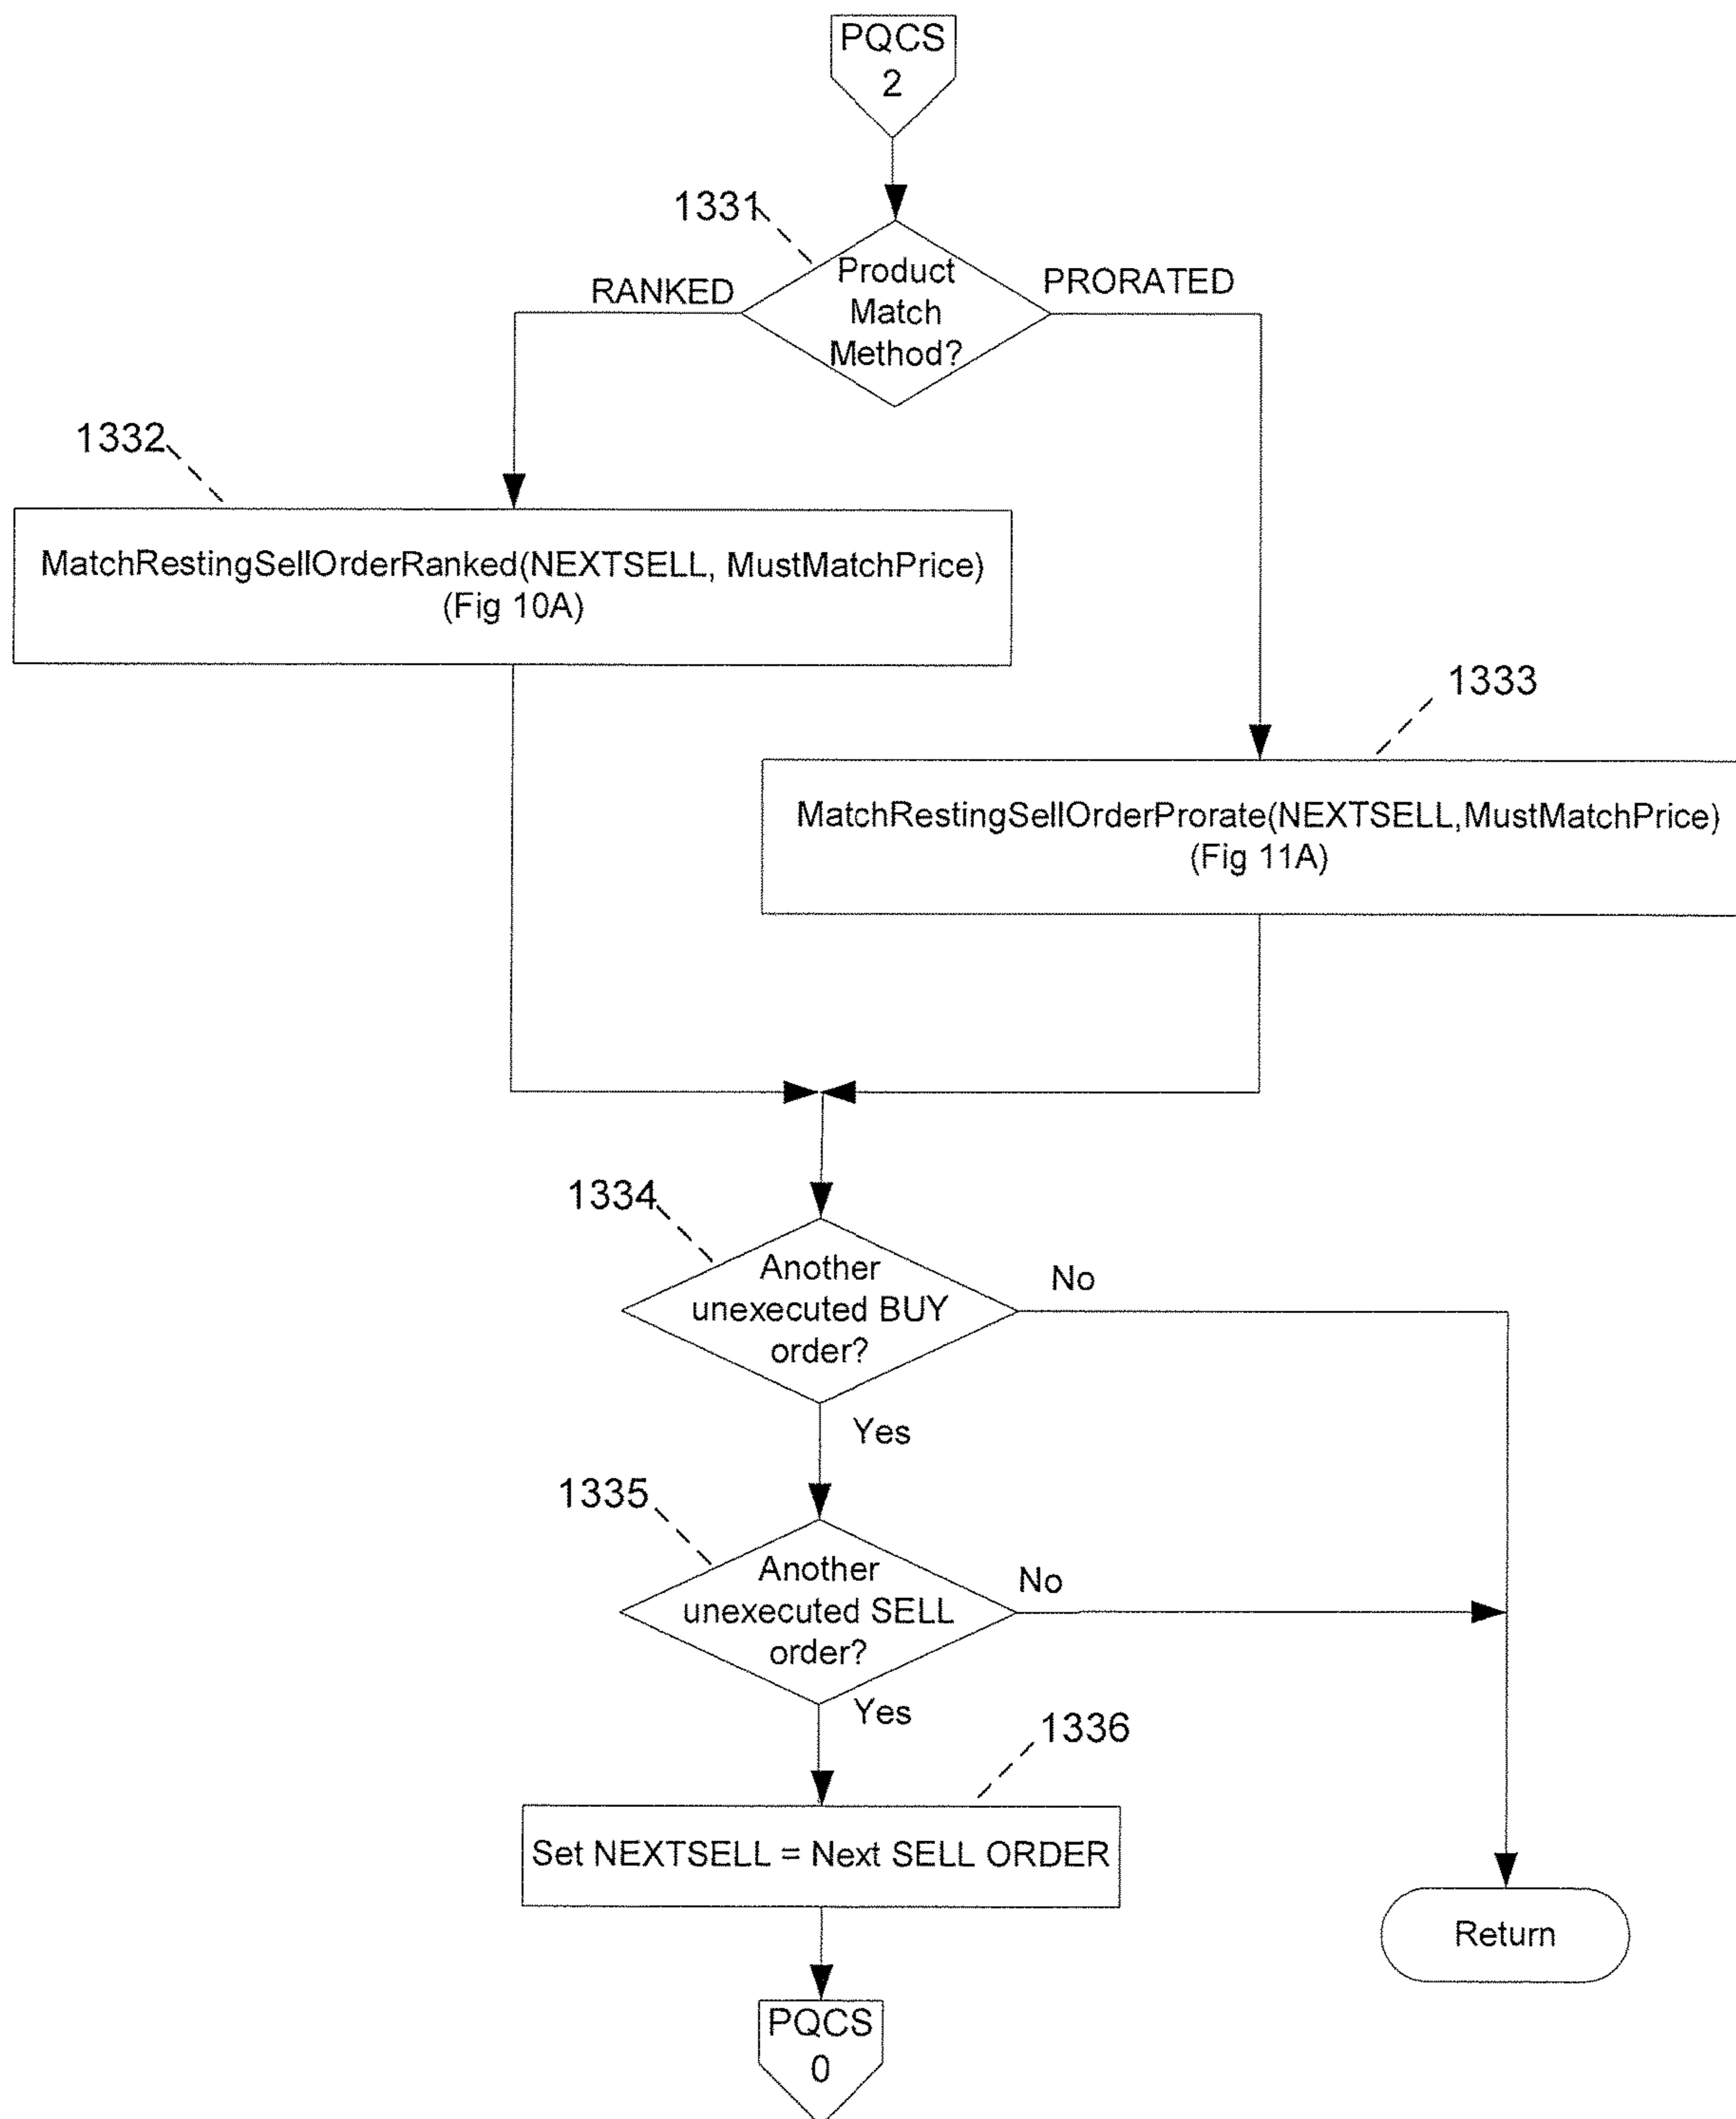 PQCS
2
1331
RANKED
PRORATED
Product
Match
Method?
1332
MatchRestingSellOrderRanked(NEXTSELL, MustMatchPrice)
(Fig 10A)
1333
MatchRestingSellOrderProrate(NEXTSELL,MustMatchPrice)
(Fig 11A)
1334
Another
unexecuted BUY
order?
No
Yes
1335
Another
unexecuted SELL
order?
No
Yes
1336
Set NEXTSELL = Next SELL ORDER
Return
PQCS
0